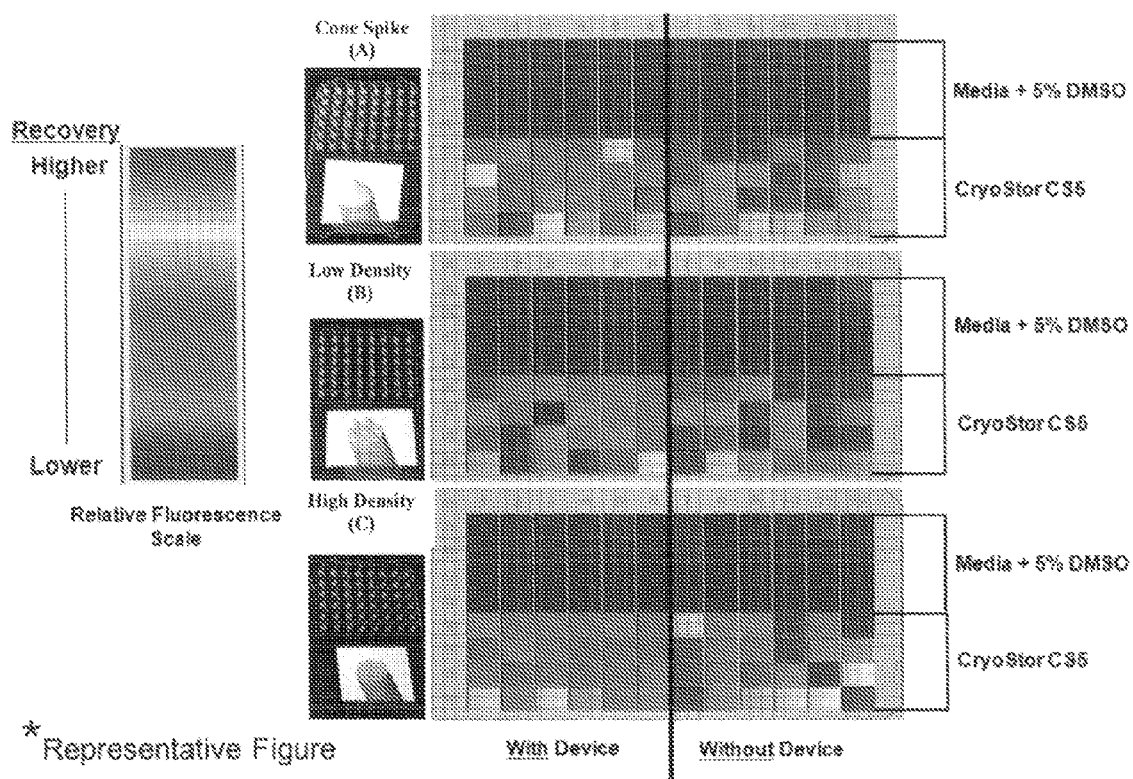 Cone Spike
(A)
Media + 5% DMSO
CryoStor CS5
Recovery
Higher
Lower
Relative Fluorescence
Scale
Low Density
(B)
Media + 5% DMSO
CryoStor CS5
High Density
(C)
Media + 5% DMSO
CryoStor CS5
*Representative Figure
With Device
Without Device